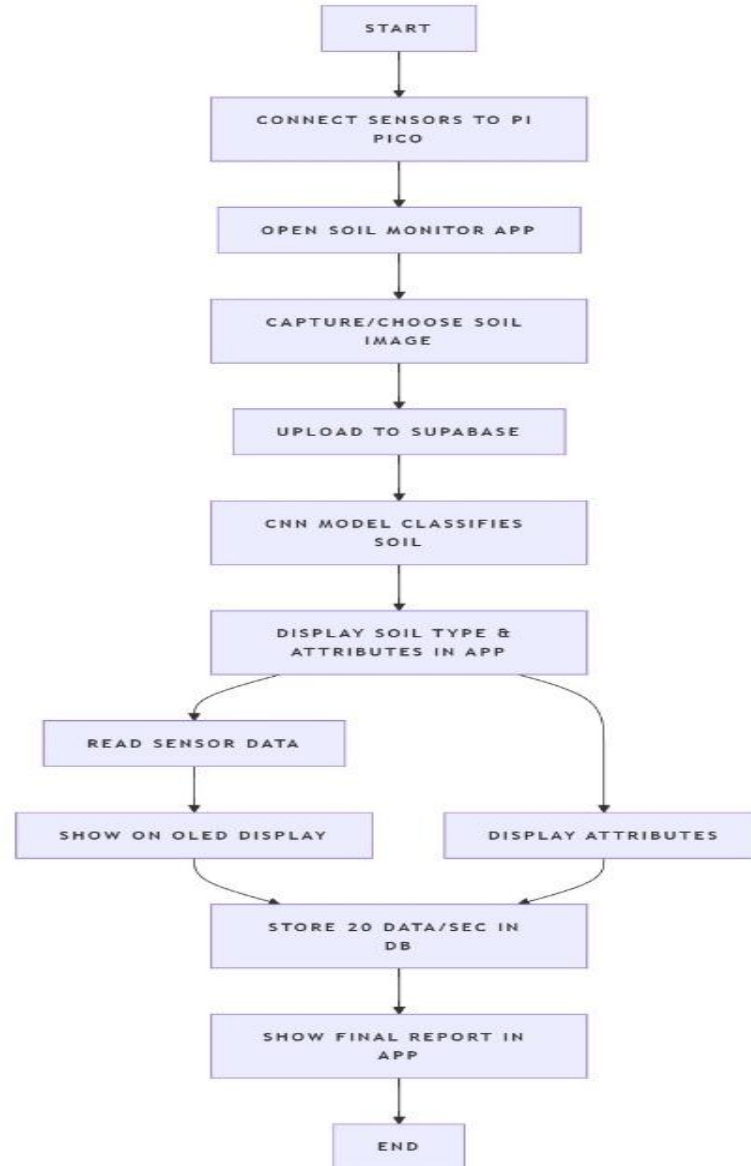 START
CONNECT SENSORS TO PI
PICO
OPEN SOIL MONITOR APP
CAPTURE/CHOOSE SOIL
IMAGE
UPLOAD TO SUPABASE
CNN MODEL CLASSIFIES
SOIL
DISPLAY SOIL TYPE &
ATTRIBUTES IN APP
READ SENSOR DATA
SHOW ON OLED DISPLAY
DISPLAY ATTRIBUTES
STORE 20 DATA/SEC IN
DB
SHOW FINAL REPORT IN
APP
END